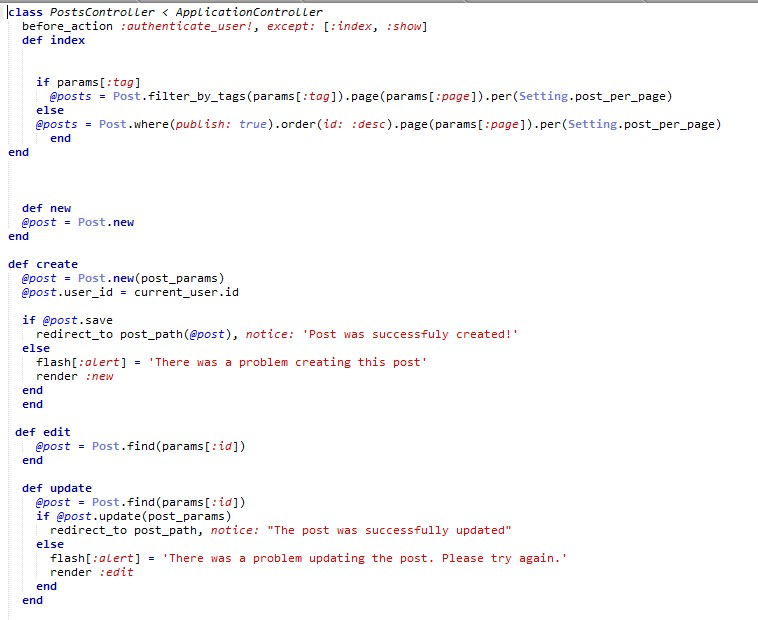 class PostsController < ApplicationController
  before_action :authenticate_user!, except: [:index, :show]
  def index
    if params[:tag]
      @posts = Post.filter_by_tags(params[:tag]).page(params[:page]).per(Setting.post_per_page)
    else
    @posts = Post.where(publish: true).order(id: :desc).page(params[:page]).per(Setting.post_per_page)
      end
end
  def new
  @post = Post.new
end
def create
  @post = Post.new(post_params)
  @post.user_id = current_user.id
  if @post.save
    redirect_to post_path(@post), notice: 'Post was successfuly created!'
  else
    flash[:alert] = 'There was a problem creating this post'
    render :new
  end
  end
 def edit
    @post = Post.find(params[:id])
  end
  def update
    @post = Post.find(params[:id])
    if @post.update(post_params)
      redirect_to post_path, notice: "The post was successfully updated"
    else
      flash[:alert] = 'There was a problem updating the post. Please try again.'
      render :edit
    end
  end